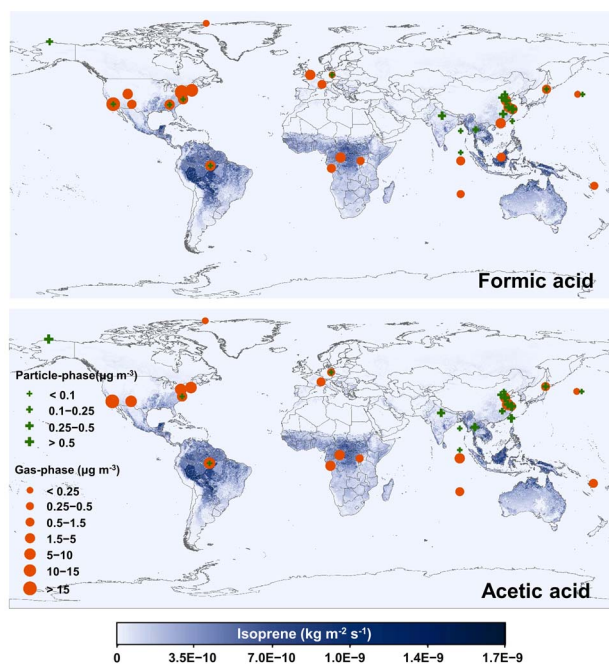 Formic acid
Particle-phase(µg m⁻³)
< 0.1
0.1-0.25
0.25-0.5
> 0.5
Gas-phase (µg m⁻³)
< 0.25
0.25-0.5
0.5-1.5
1.5-5
5-10
10-15
> 15
Acetic acid
Isoprene (kg m⁻² s⁻¹)
0 3.5E-10 7.0E-10 1.0E-9 1.4E-9 1.7E-9